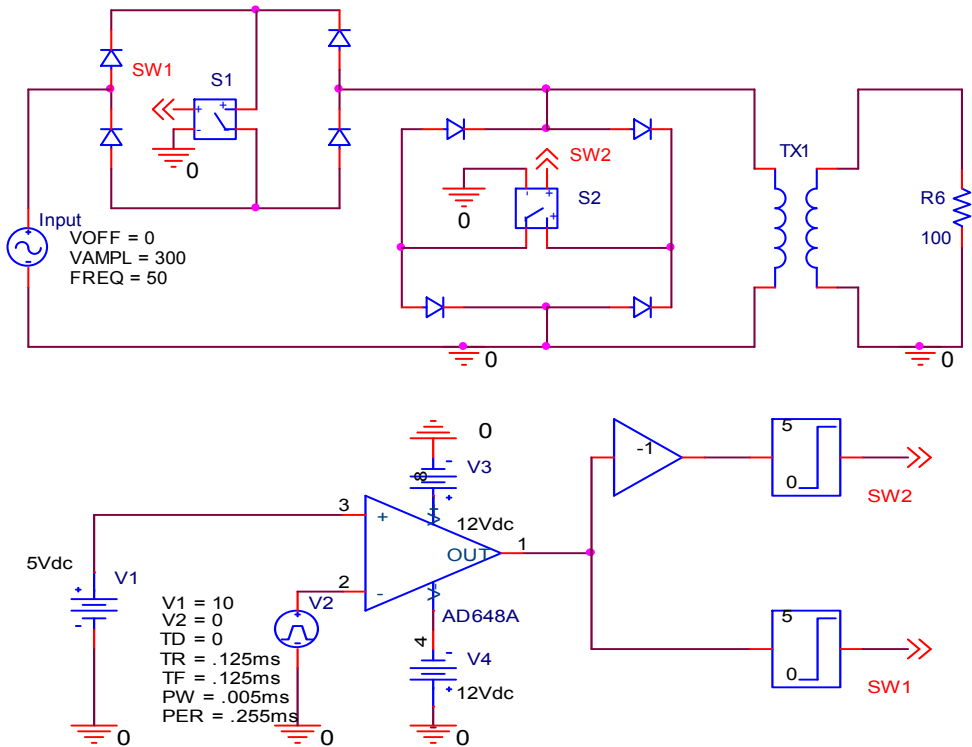 SW1
S1
+
-
+
0
SW2
-
+
0
S2
TX1
R6
100
Input
+
-
VOFF = 0
VAMPL = 300
FREQ = 50
0
0
0
-
V3
8
+
12Vdc
V+
3
+
OUT
1
2
-
V-
AD648A
4
-
V4
+
12Vdc
0
5Vdc
+
V1
-
0
V1 = 10
V2 = 0
TD = 0
TR = .125ms
TF = .125ms
PW = .005ms
PER = .255ms
V2
+
-
0
-1
5
0
SW2
5
0
SW1